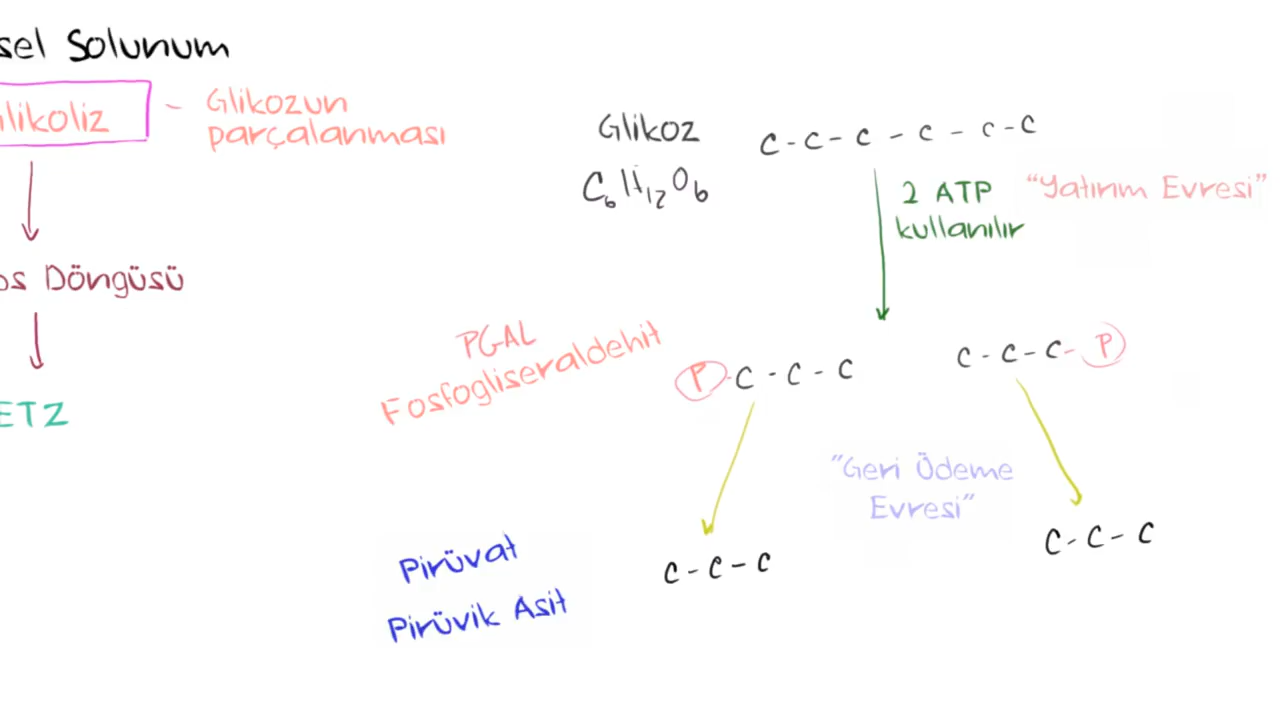 sel Solunum
likoliz - Glikozun
parçalanması
Glikoz C-C-C-C-C-C
C6H12O6
2 ATP "Yatırım Evresi"
kullanılır
os Döngüsü
ETZ
PGAL
Fosfogliseraldehit
P-C-C-C
C-C-C-P
"Geri Ödeme
Evresi"
Pirüvat
Pirüvik Asit
C-C-C
C-C-C